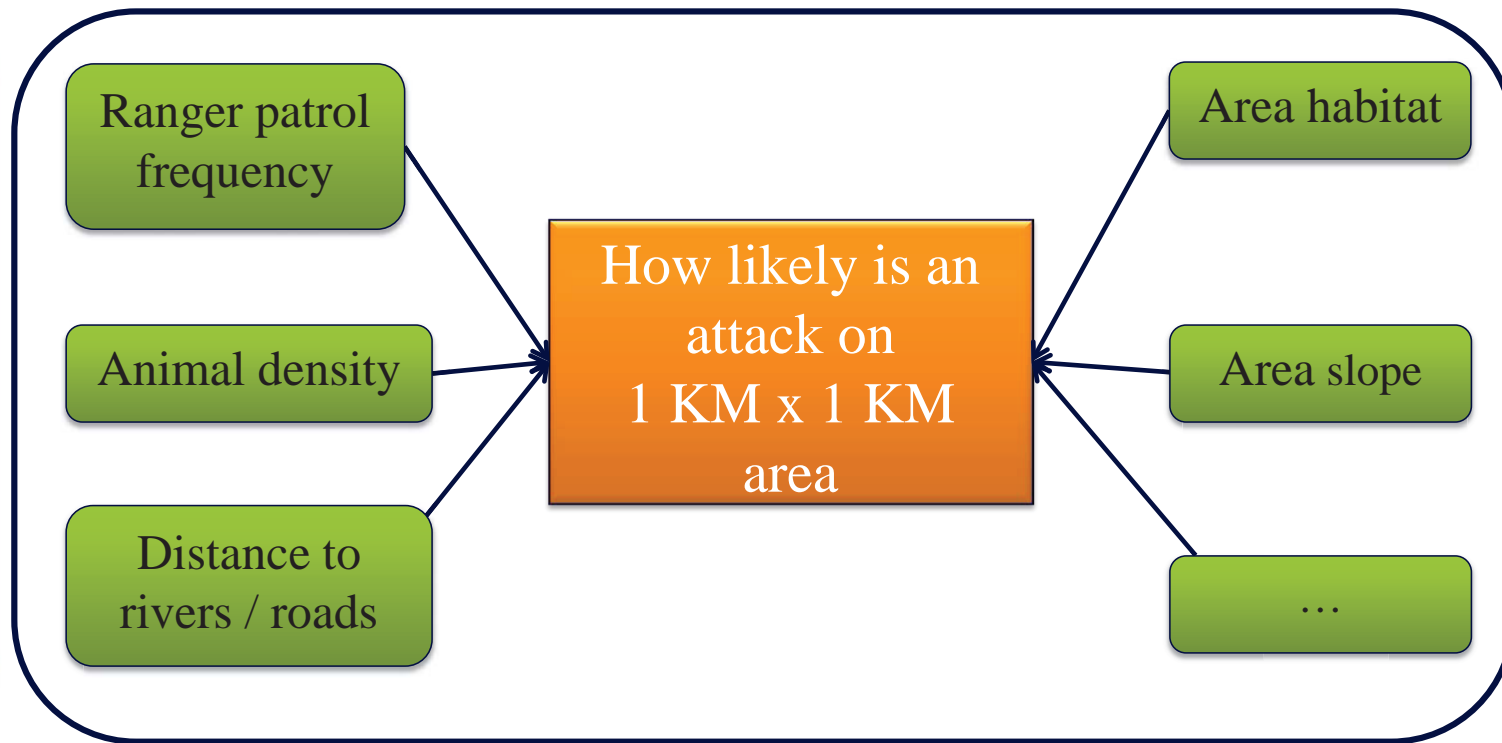 Ranger patrol
frequency
Animal density
Distance to
rivers / roads
How likely is an
attack on
1 KM x 1 KM
area
Area habitat
Area slope
…